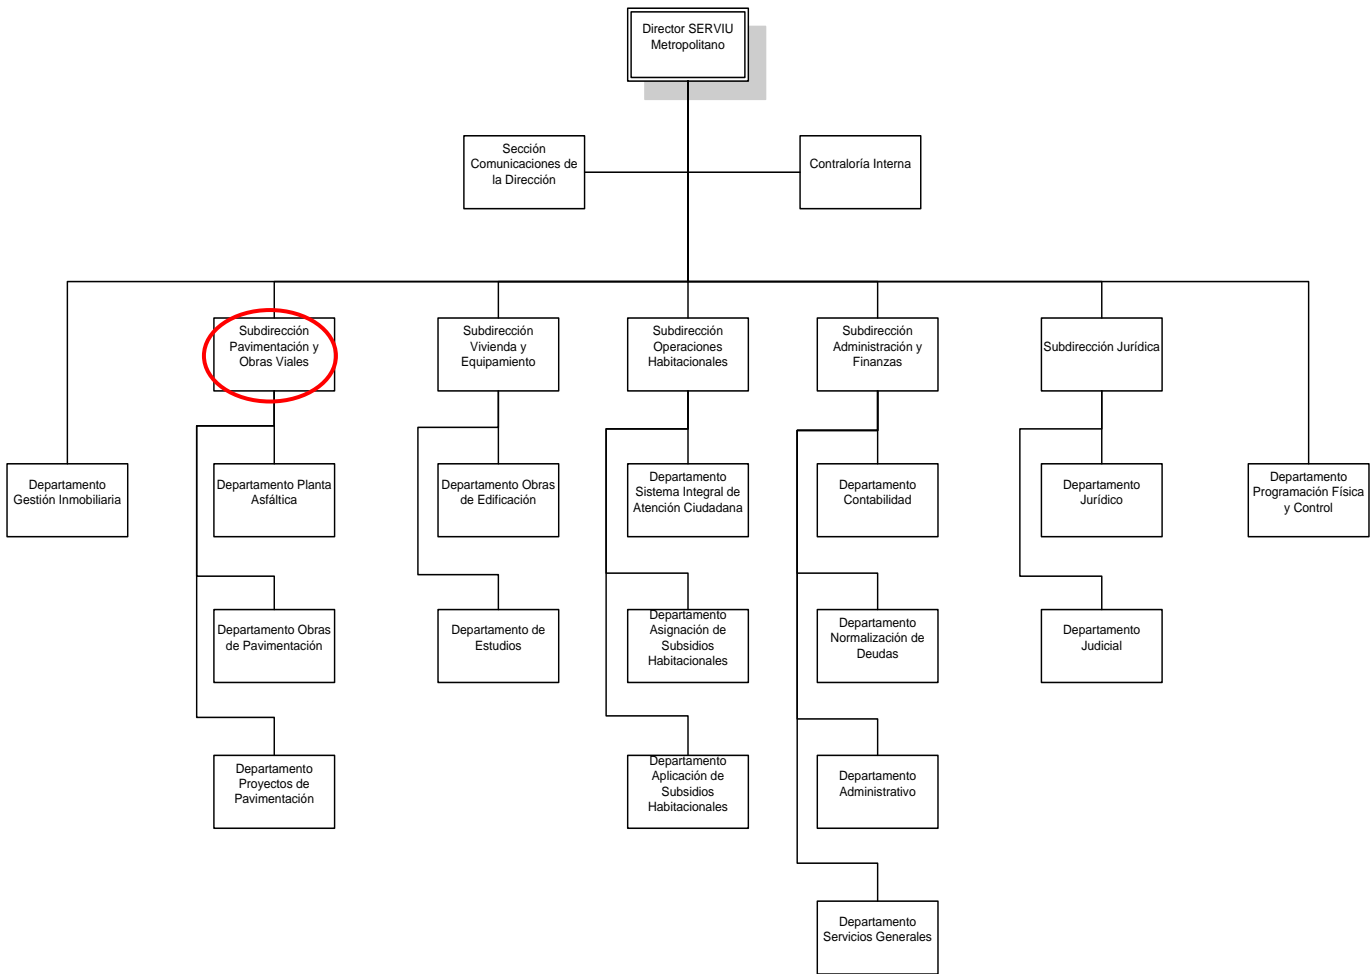 Director SERVIU
Metropolitano
Sección
Comunicaciones de
la Dirección
Contraloría Interna
Subdirección
Pavimentación y
Obras Viales
Subdirección
Vivienda y
Equipamiento
Subdirección
Operaciones
Habitacionales
Subdirección
Administración y
Finanzas
Subdirección Jurídica
Departamento
Gestión Inmobiliaria
Departamento Planta
Asfáltica
Departamento Obras
de Edificación
Departamento
Sistema Integral de
Atención Ciudadana
Departamento
Contabilidad
Departamento
Jurídico
Departamento
Programación Física
y Control
Departamento Obras
de Pavimentación
Departamento de
Estudios
Departamento
Asignación de
Subsidios
Habitacionales
Departamento
Normalización de
Deudas
Departamento
Judicial
Departamento
Proyectos de
Pavimentación
Departamento
Aplicación de
Subsidios
Habitacionales
Departamento
Administrativo
Departamento
Servicios Generales